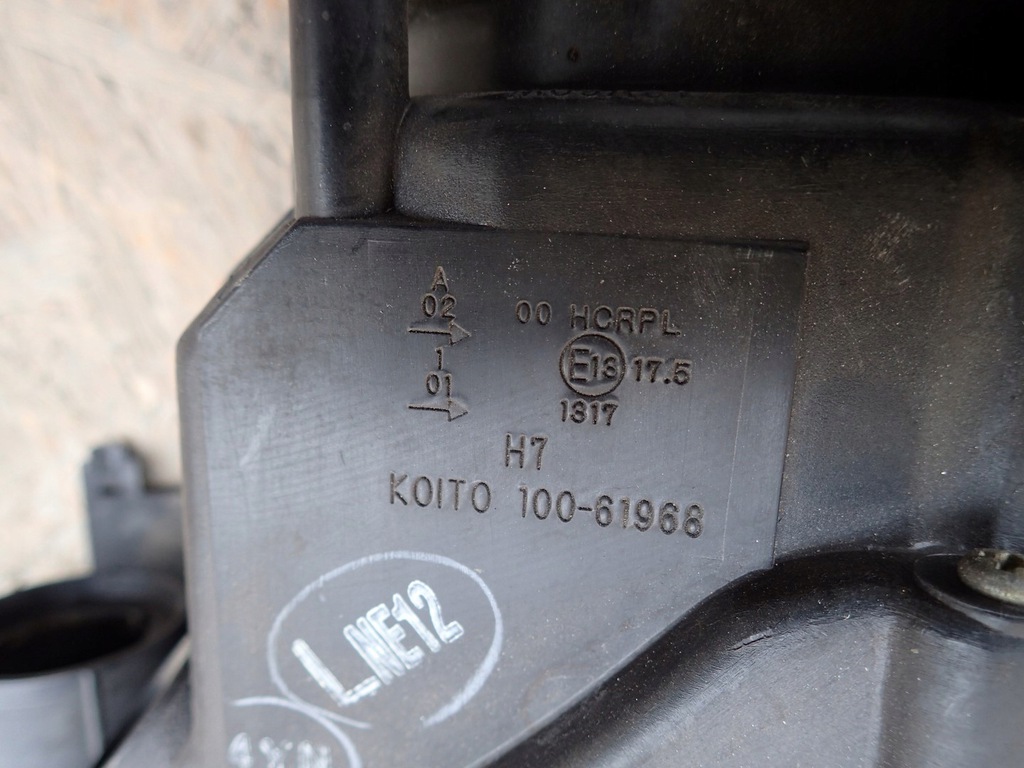 A
02
1
01
00 HCRPL
E13 17.5
1317
H7
KOITO 100-61968
L NE12